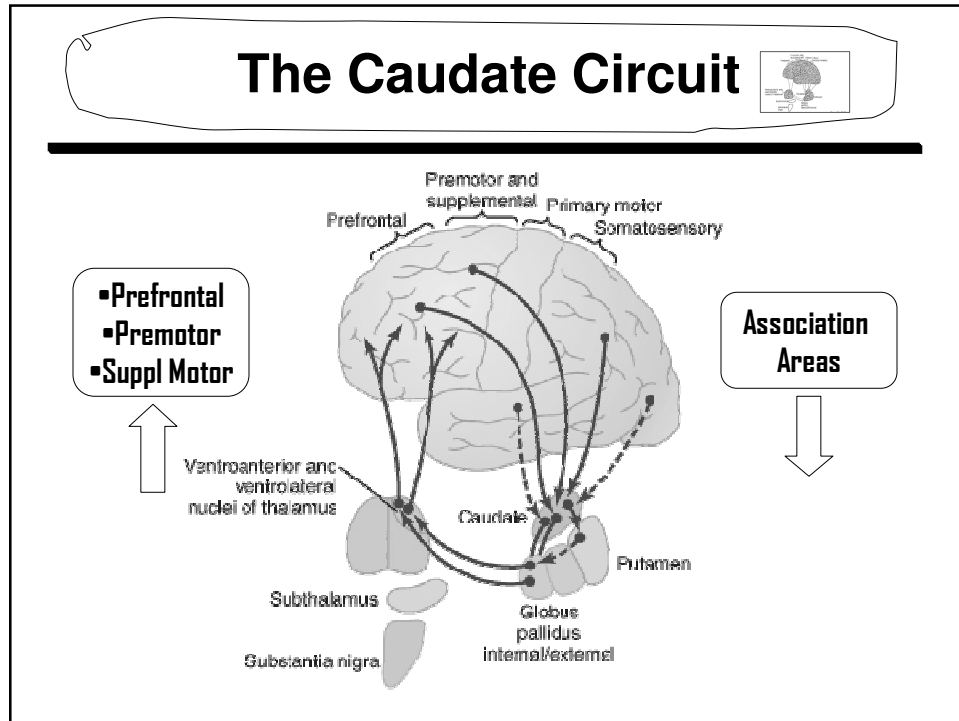 The Caudate Circuit
Premotor and
supplemental
Primary motor
Prefrontal
Somatosensory
•Prefrontal
•Premotor
•Suppl Motor
Association
Areas
Ventroanterior and
ventrolateral
nuclei of thalamus
Caudate
Putamen
Subthalamus
Globus
pallidus
internal/external
Substantia nigra